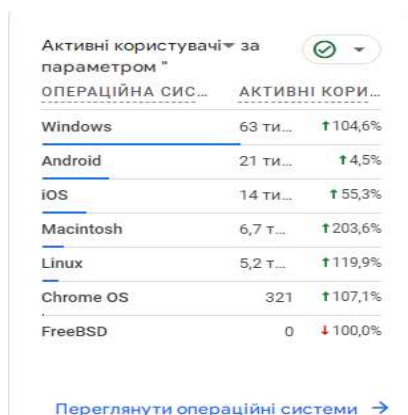 Активні користувачі за
параметром "
ОПЕРАЦІЙНА СИС... АКТИВНІ КОРИ...
Windows 63 ти... ↑104,6%
Android 21 ти... ↑4,5%
iOS 14 ти... ↑55,3%
Macintosh 6,7 т... ↑203,6%
Linux 5,2 т... ↑119,9%
Chrome OS 321 ↑107,1%
FreeBSD 0 ↓100,0%
Переглянути операційні системи →